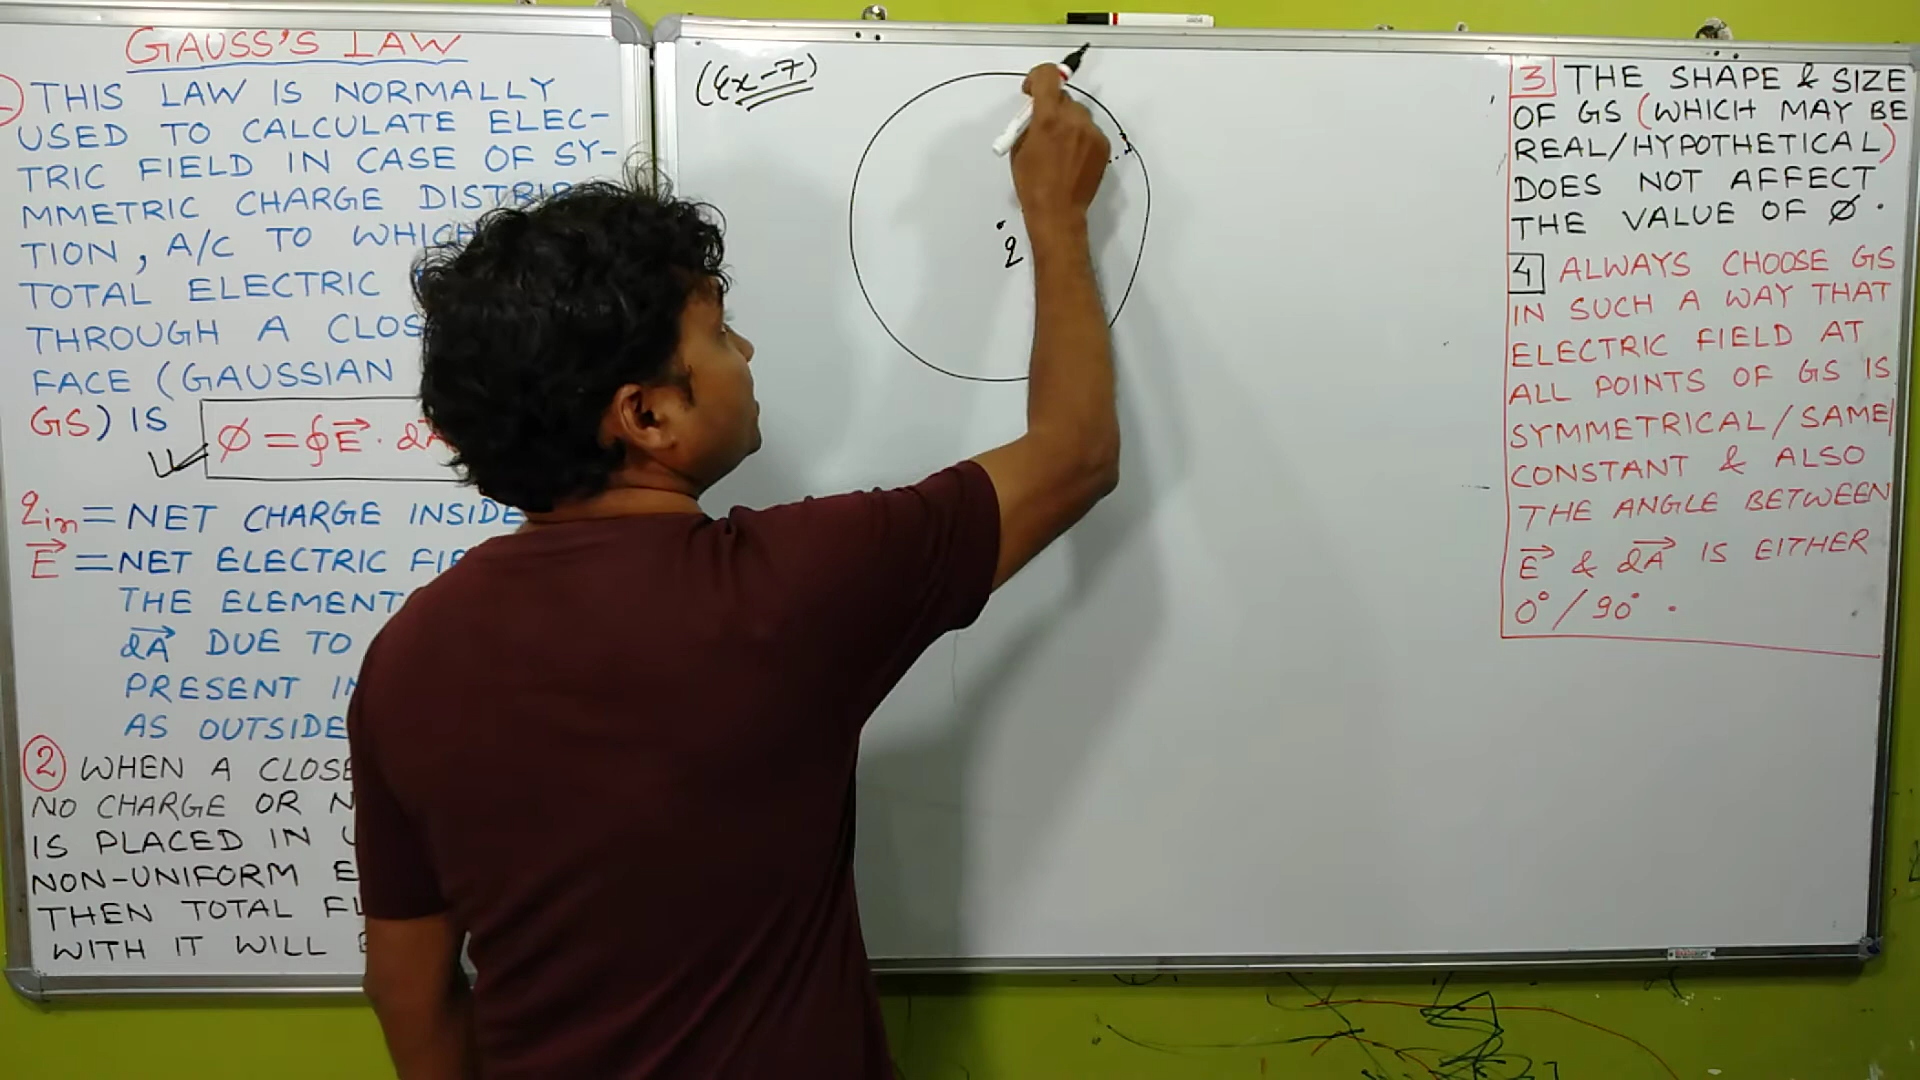 GAUSS'S LAW
THIS LAW IS NORMALLY
USED TO CALCULATE ELEC-
TRIC FIELD IN CASE OF SY-
MMETRIC CHARGE DISTRIB
TION, A/C TO WHICH
TOTAL ELECTRIC
THROUGH A CLOS
FACE (GAUSSIAN
GS) IS
φ = ∮E⃗ · dA⃗
qin = NET CHARGE INSIDE
E⃗ = NET ELECTRIC FIE
THE ELEMENT
dA⃗ DUE TO
PRESENT IN
AS OUTSIDE
② WHEN A CLOSE
NO CHARGE OR N
IS PLACED IN U
NON-UNIFORM E
THEN TOTAL FL
WITH IT WILL
(Ex-7)
q
3 THE SHAPE & SIZE
OF GS (WHICH MAY BE
REAL/HYPOTHETICAL)
DOES NOT AFFECT
THE VALUE OF φ.
4 ALWAYS CHOOSE GS
IN SUCH A WAY THAT
ELECTRIC FIELD AT
ALL POINTS OF GS IS
SYMMETRICAL/SAME/
CONSTANT & ALSO
THE ANGLE BETWEEN
E⃗ & dA⃗ IS EITHER
0°/90°.